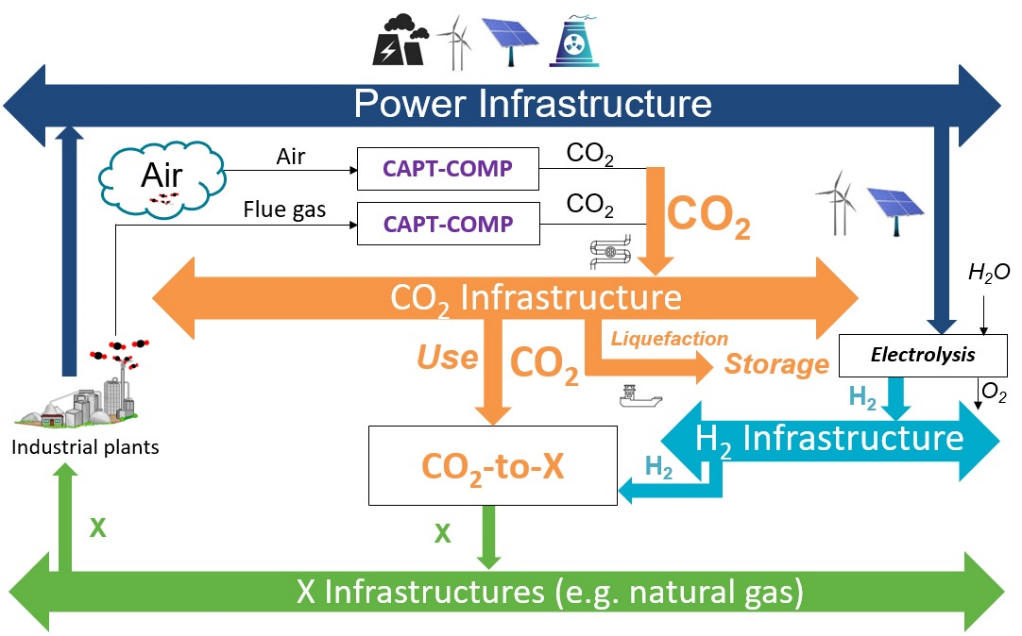 Power Infrastructure
Air
Air
CAPT-COMP
CO₂
Flue gas
CAPT-COMP
CO₂
CO₂
H₂O
CO₂ Infrastructure
Use
CO₂
Liquefaction
Storage
Electrolysis
H₂
O₂
H₂ Infrastructure
Industrial plants
CO₂-to-X
H₂
X
X
X Infrastructures (e.g. natural gas)